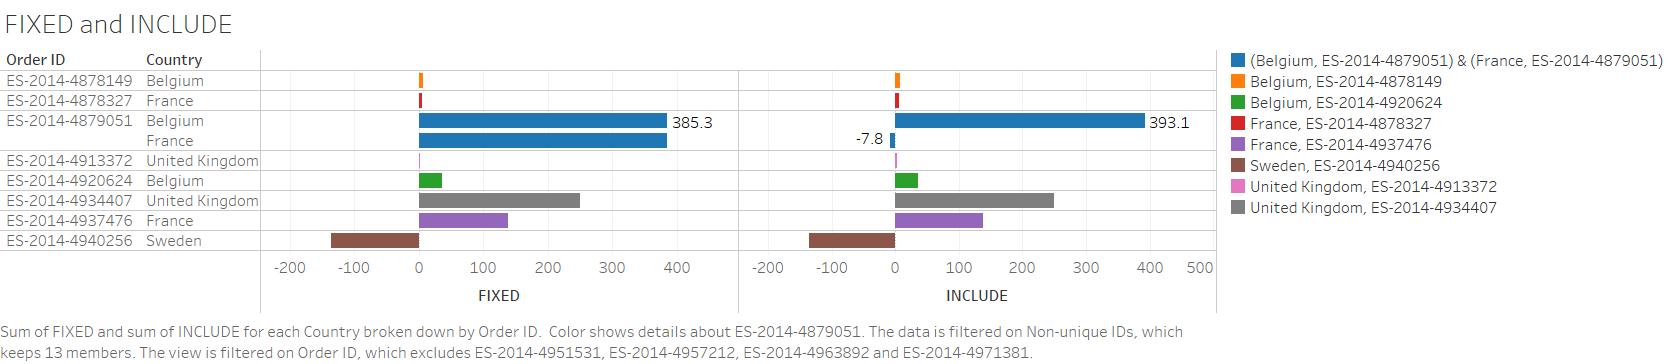 FIXED and INCLUDE
Order ID Country
ES-2014-4878149 Belgium
ES-2014-4878327 France
ES-2014-4879051 Belgium 385.3 393.1
France -7.8
ES-2014-4913372 United Kingdom
ES-2014-4920624 Belgium
ES-2014-4934407 United Kingdom
ES-2014-4937476 France
ES-2014-4940256 Sweden
-200 -100 0 100 200 300 400 -200 -100 0 100 200 300 400 500
FIXED INCLUDE
(Belgium, ES-2014-4879051) & (France, ES-2014-4879051)
Belgium, ES-2014-4878149
Belgium, ES-2014-4920624
France, ES-2014-4878327
France, ES-2014-4937476
Sweden, ES-2014-4940256
United Kingdom, ES-2014-4913372
United Kingdom, ES-2014-4934407
Sum of FIXED and sum of INCLUDE for each Country broken down by Order ID. Color shows details about ES-2014-4879051. The data is filtered on Non-unique IDs, which
keeps 13 members. The view is filtered on Order ID, which excludes ES-2014-4951531, ES-2014-4957212, ES-2014-4963892 and ES-2014-4971381.